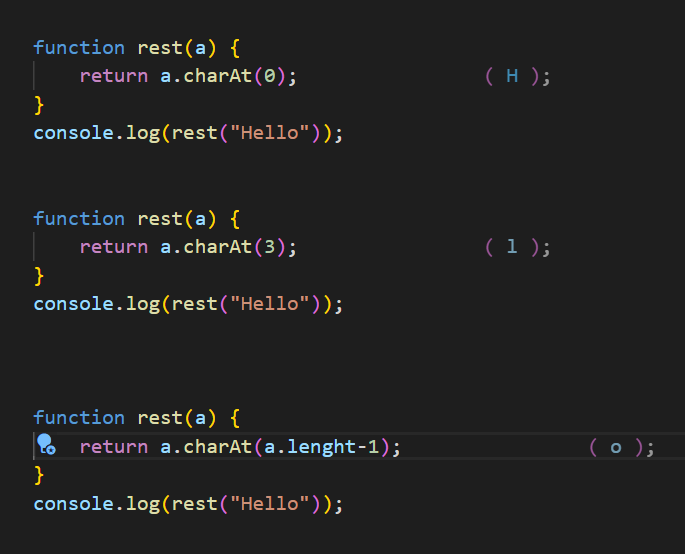 function rest(a) {
return a.charAt(0); ( H );
}
console.log(rest("Hello"));
function rest(a) {
return a.charAt(3); ( l );
}
console.log(rest("Hello"));
function rest(a) {
return a.charAt(a.lenght-1); ( o );
}
console.log(rest("Hello"));